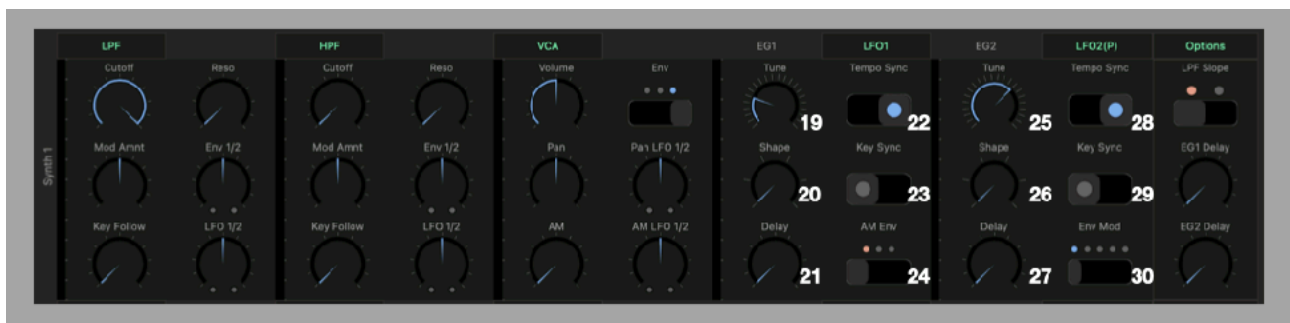 LPF HPF VCA EG1 LFO1 EG2 LFO2(P) Options
Cutoff Reso Cutoff Reso Volume Env Tune Tempo Sync Tune Tempo Sync LPF Slope
19 22 25 28
Synth 1
Mod Amnt Env 1/2 Mod Amnt Env 1/2 Pan Pan LFO 1/2 Shape Key Sync Shape Key Sync EG1 Delay
20 23 26 29
Key Follow LFO 1/2 Key Follow LFO 1/2 AM AM LFO 1/2 Delay AM Env Delay Env Mod EG2 Delay
21 24 27 30